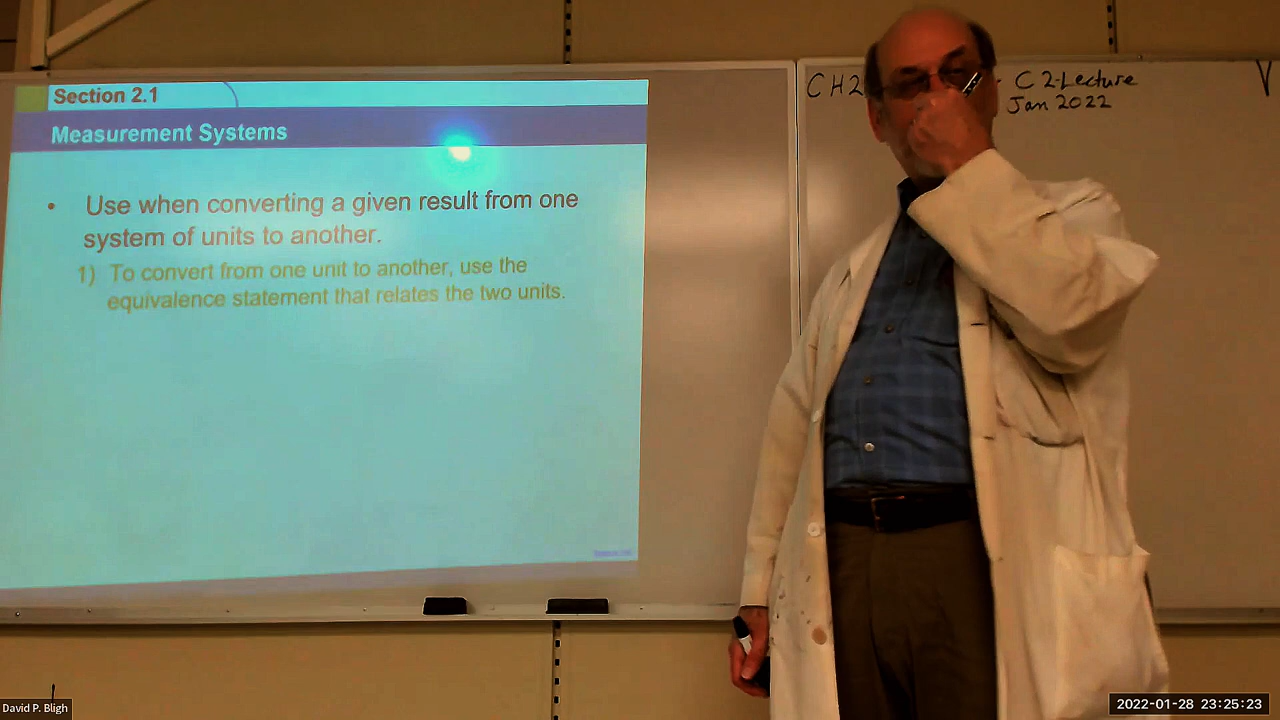 Section 2.1
Measurement Systems
• Use when converting a given result from one
system of units to another.
1) To convert from one unit to another, use the
equivalence statement that relates the two units.
CH2
C2-Lecture
Jan 2022
V
David P. Bligh
2022-01-28 23:25:23